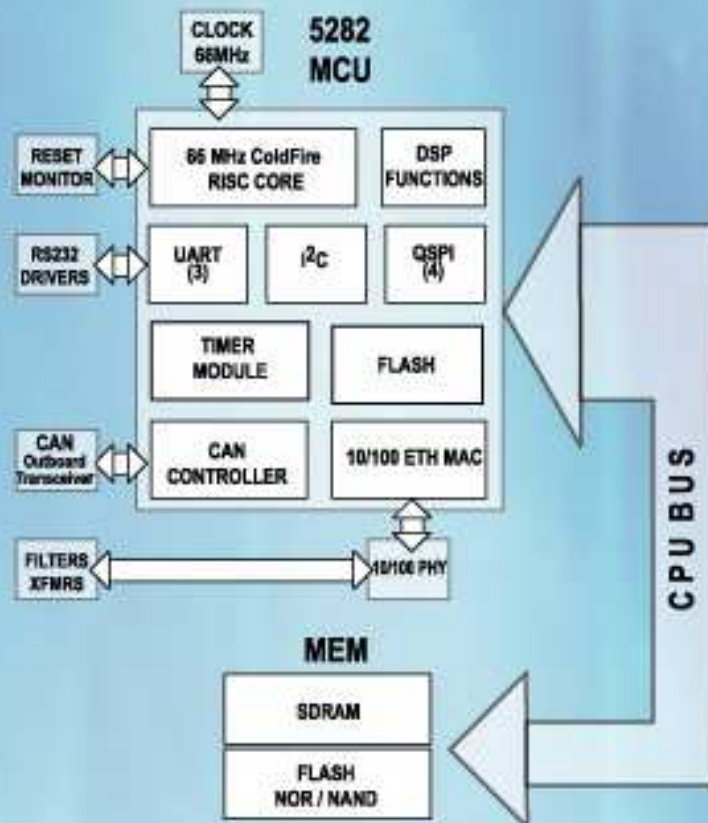 CLOCK
66MHz
5282
MCU
RESET
MONITOR
66 MHz ColdFire
RISC CORE
DSP
FUNCTIONS
RS232
DRIVERS
UART
(3)
I²C
QSPI
(4)
TIMER
MODULE
FLASH
CAN
Outboard
Transceiver
CAN
CONTROLLER
10/100 ETH MAC
FILTERS
XFMRS
10/100 PHY
CPU BUS
MEM
SDRAM
FLASH
NOR / NAND